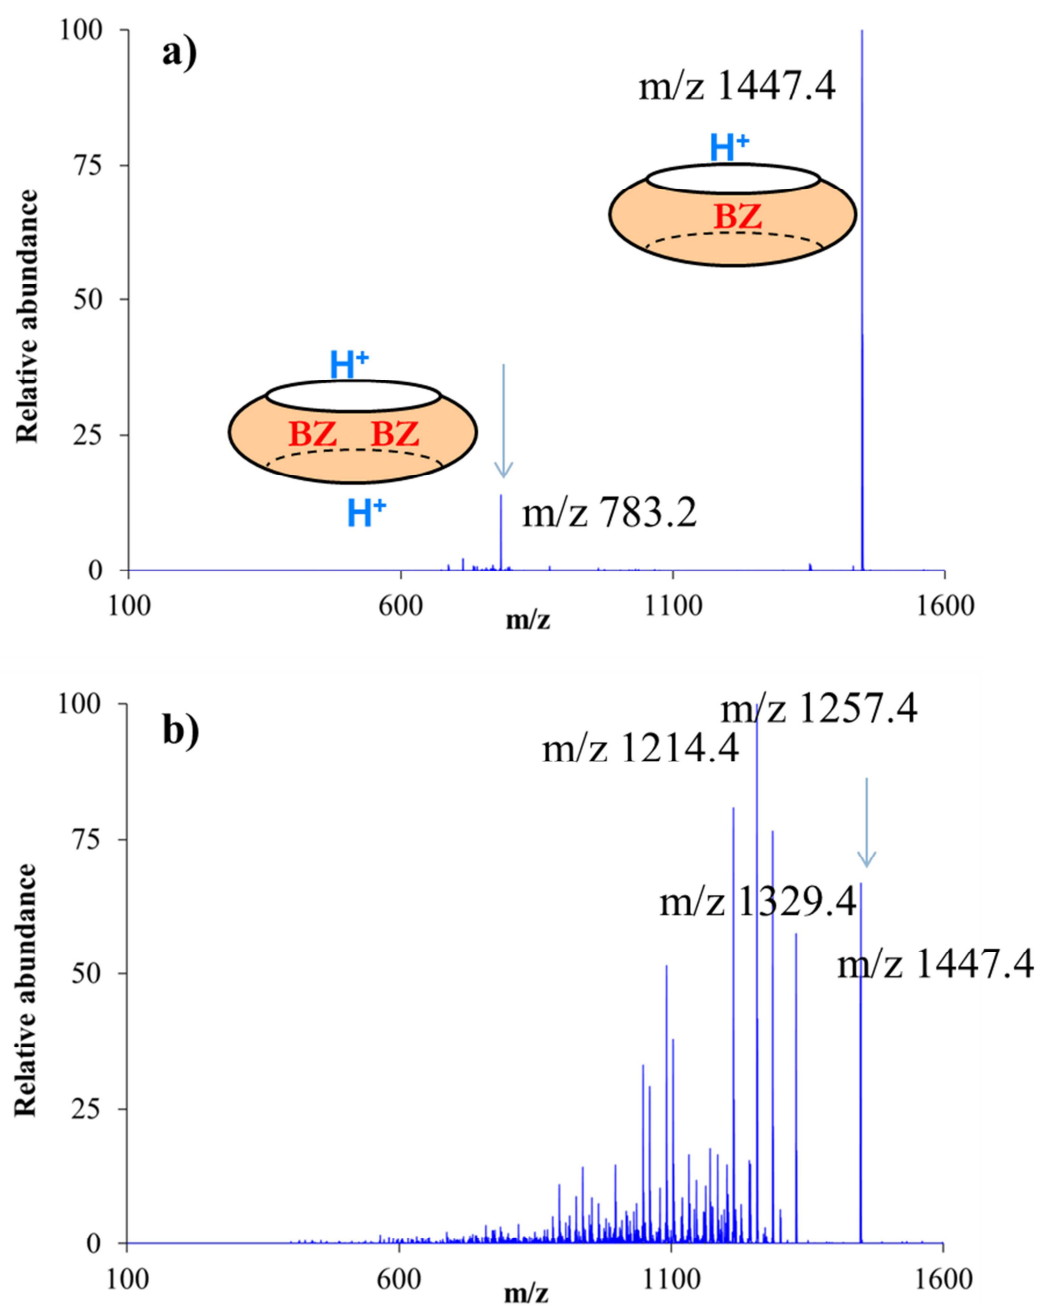 100
a)
m/z 1447.4
H+
75
BZ
50
H+
BZ BZ
25
H+
m/z 783.2
0
100 600 1100 1600
m/z
Relative abundance
100
b)
m/z 1257.4
m/z 1214.4
75
m/z 1329.4
m/z 1447.4
50
25
0
100 600 1100 1600
m/z
Relative abundance